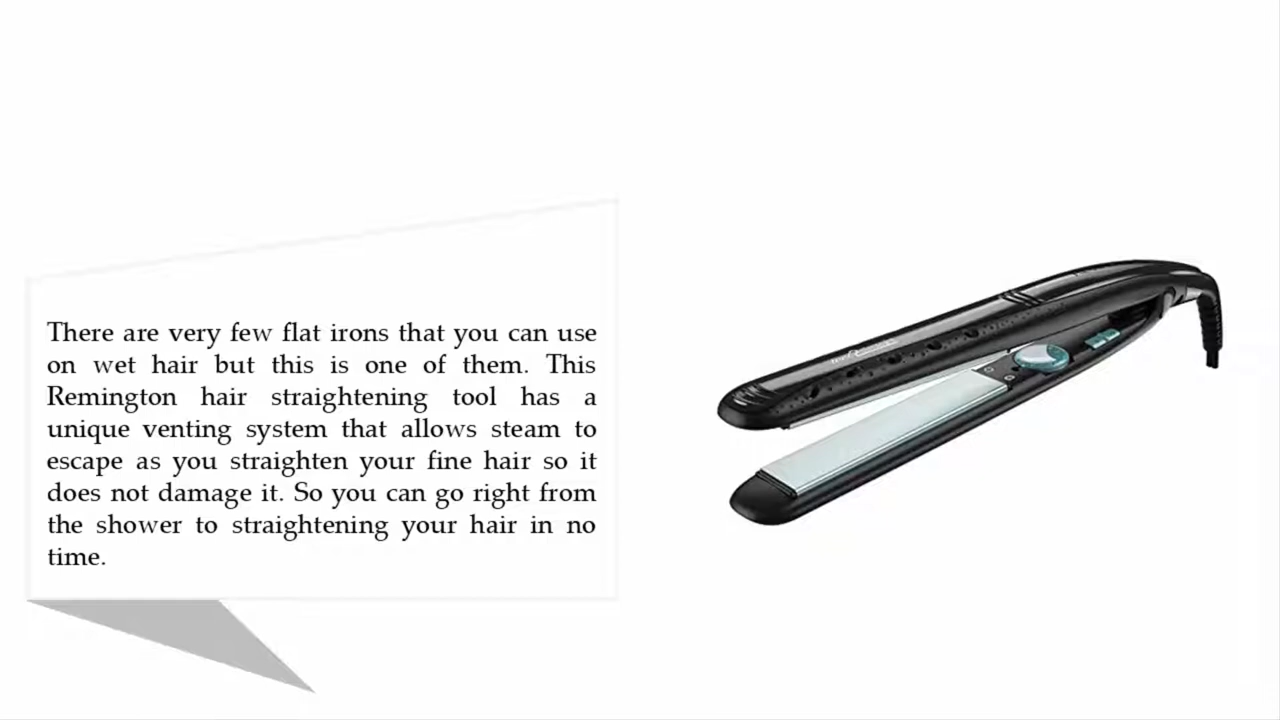 There are very few flat irons that you can use
on wet hair but this is one of them. This
Remington hair straightening tool has a
unique venting system that allows steam to
escape as you straighten your fine hair so it
does not damage it. So you can go right from
the shower to straightening your hair in no
time.